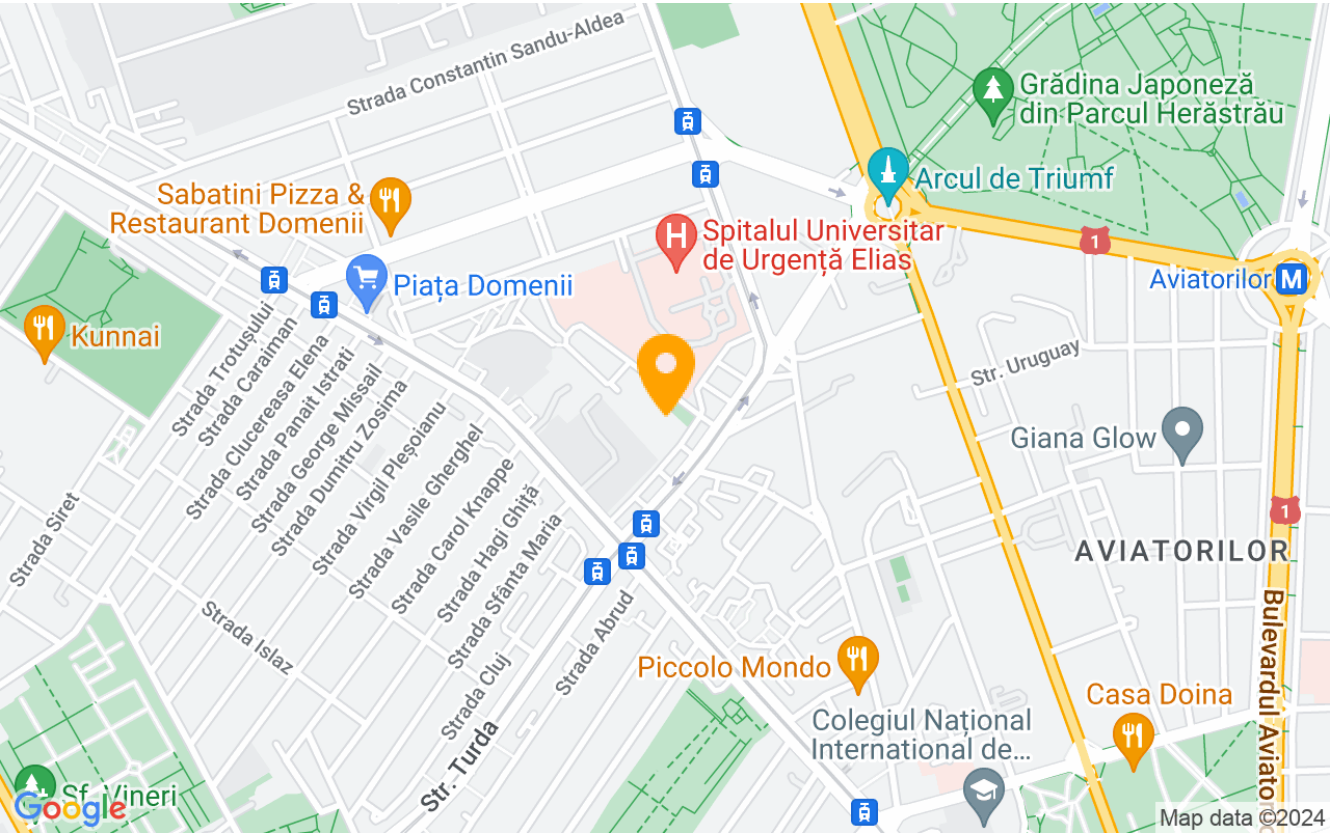 Strada Constantin Sandu-Aldea
Grădina Japoneză
din Parcul Herăstrău
Arcul de Triumf
Sabatini Pizza &
Restaurant Domenii
H
Spitalul Universitar
de Urgență Elias
1
Aviatorilor
M
Piața Domenii
Kunnai
Strada Trotușului
Strada Caraiman
Strada Clucereasa Elena
Strada Panait Istrati
Strada George Missail
Strada Dumitru Zosima
Strada Virgil Pleșoianu
Strada Vasile Gherghel
Strada Carol Knappe
Strada Hagi Ghiță
Strada Sfânta Maria
Strada Cluj
Strada Abrud
Str. Turda
Strada Siret
Strada Islaz
Str. Uruguay
Giana Glow
1
AVIATORILOR
Bulevardul Aviato
Piccolo Mondo
Casa Doina
Colegiul Național
International de...
Sf. Vineri
Google
Map data ©2024